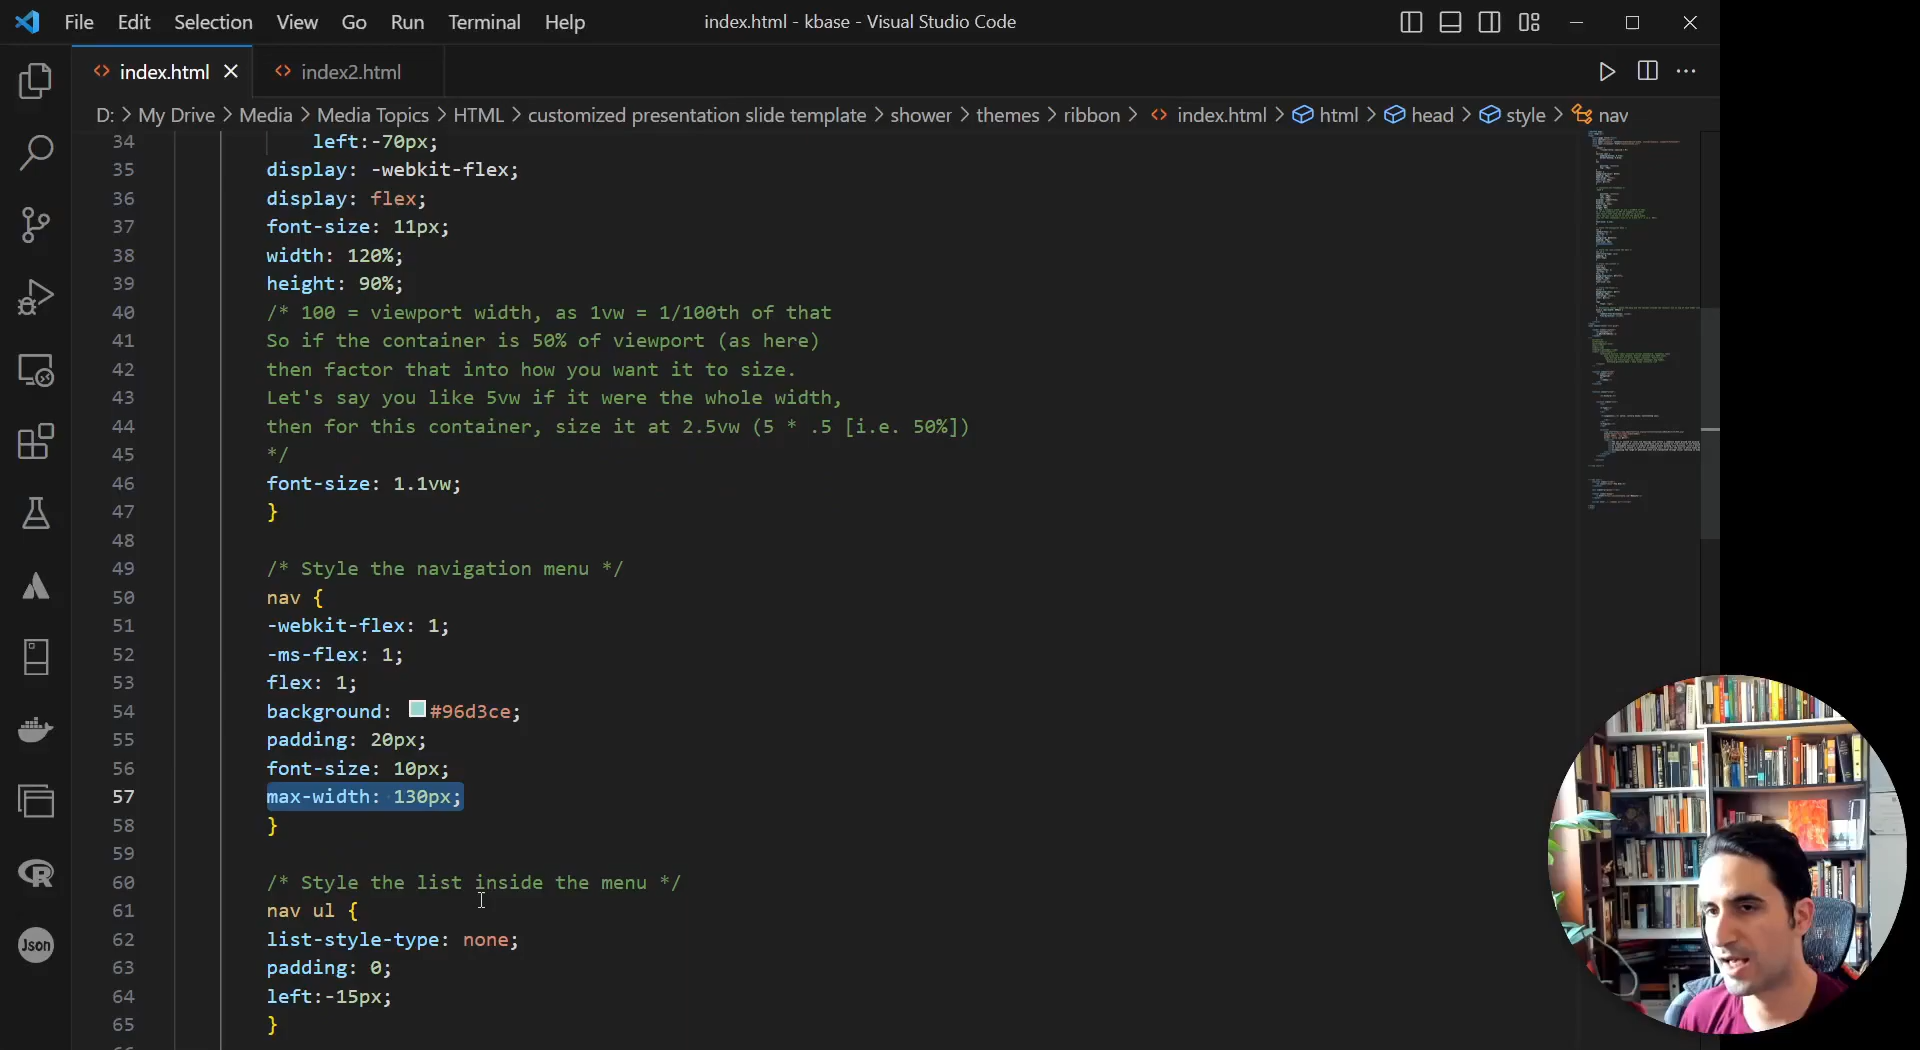 File Edit Selection View Go Run Terminal Help index.html - kbase - Visual Studio Code
index.html index2.html
D: > My Drive > Media > Media Topics > HTML > customized presentation slide template > shower > themes > ribbon > index.html > html > head > style > nav
34 left:-70px;
35 display: -webkit-flex;
36 display: flex;
37 font-size: 11px;
38 width: 120%;
39 height: 90%;
40 /* 100 = viewport width, as 1vw = 1/100th of that
41 So if the container is 50% of viewport (as here)
42 then factor that into how you want it to size.
43 Let's say you like 5vw if it were the whole width,
44 then for this container, size it at 2.5vw (5 * .5 [i.e. 50%])
45 */
46 font-size: 1.1vw;
47 }
48
49 /* Style the navigation menu */
50 nav {
51 -webkit-flex: 1;
52 -ms-flex: 1;
53 flex: 1;
54 background: #96d3ce;
55 padding: 20px;
56 font-size: 10px;
57 max-width: 130px;
58 }
59
60 /* Style the list inside the menu */
61 nav ul {
62 list-style-type: none;
63 padding: 0;
64 left:-15px;
65 }
Json